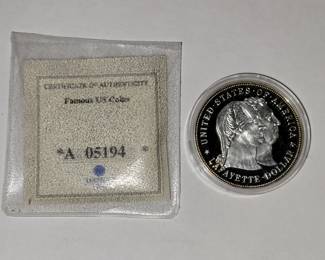 CERTIFICATE OF AUTHENTICITY
Famous US Coins
*A 05194
UNITED·STATES·OF·AMERICA
LAFAYETTE·DOLLAR